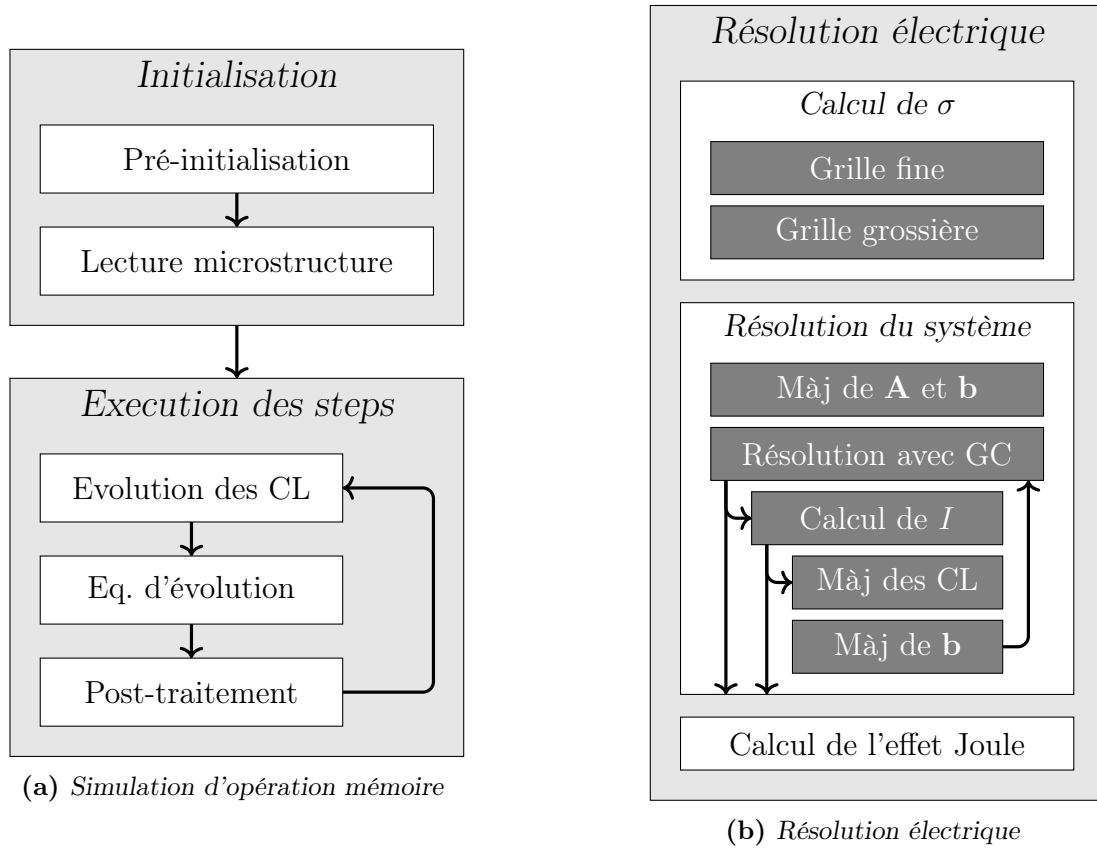 Initialisation
Pré-initialisation
Lecture microstructure
Execution des steps
Evolution des CL
Eq. d'évolution
Post-traitement
(a) Simulation d'opération mémoire
Résolution électrique
Calcul de σ
Grille fine
Grille grossière
Résolution du système
Màj de A et b
Résolution avec GC
Calcul de I
Màj des CL
Màj de b
Calcul de l'effet Joule
(b) Résolution électrique